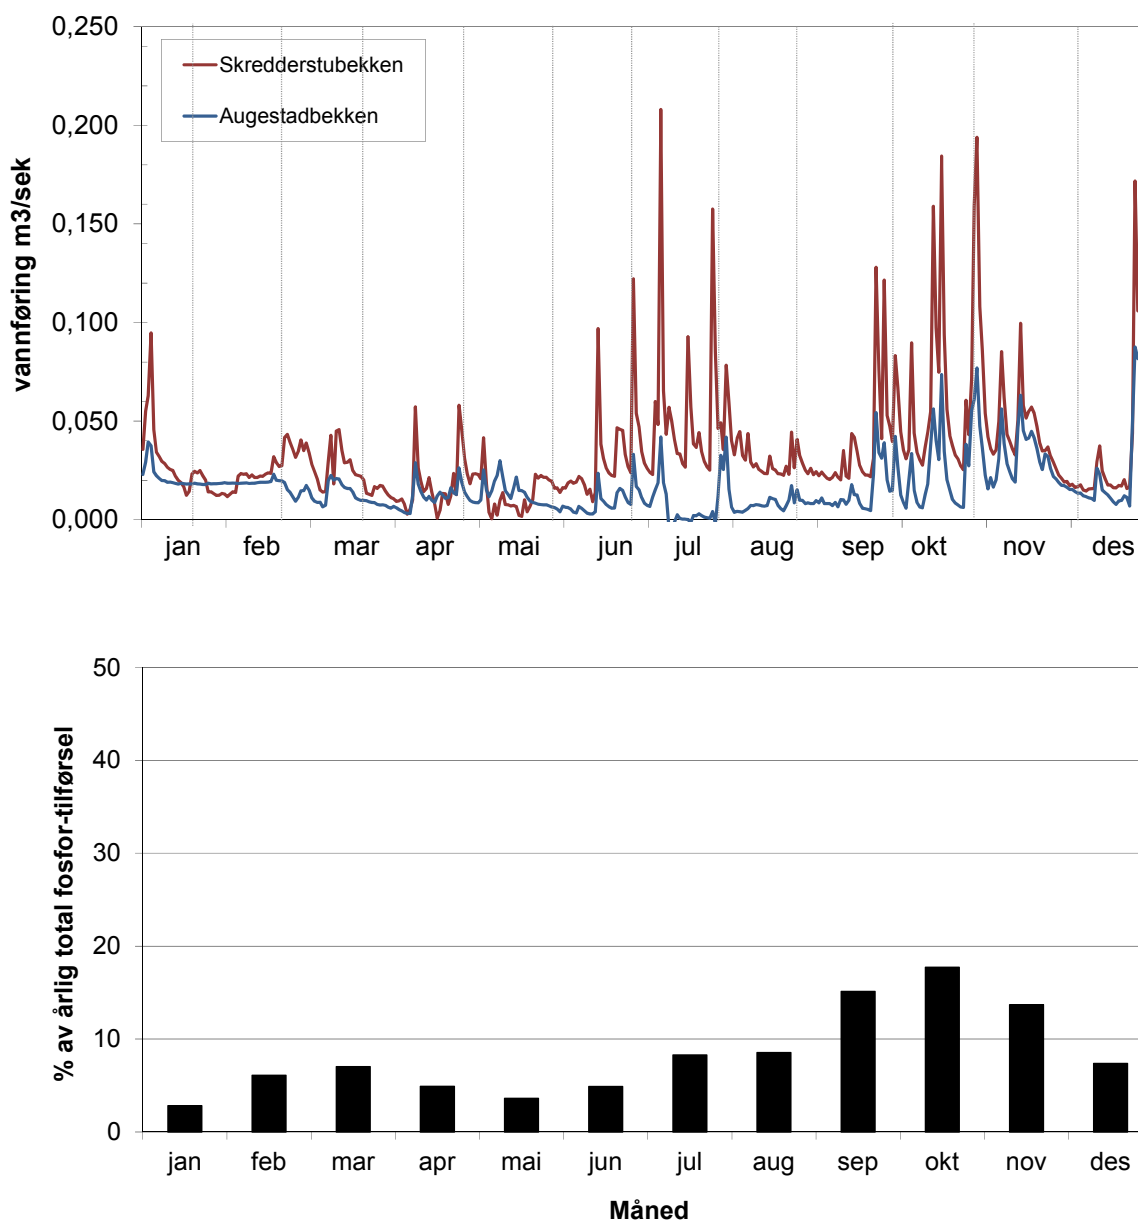 0,250
0,200
0,150
0,100
0,050
0,000
vannføring m3/sek
Skredderstubekken
Augestadbekken
jan feb mar apr mai jun jul aug sep okt nov des
50
40
30
20
10
0
% av årlig total fosfor-tilførsel
jan feb mar apr mai jun jul aug sep okt nov des
Måned